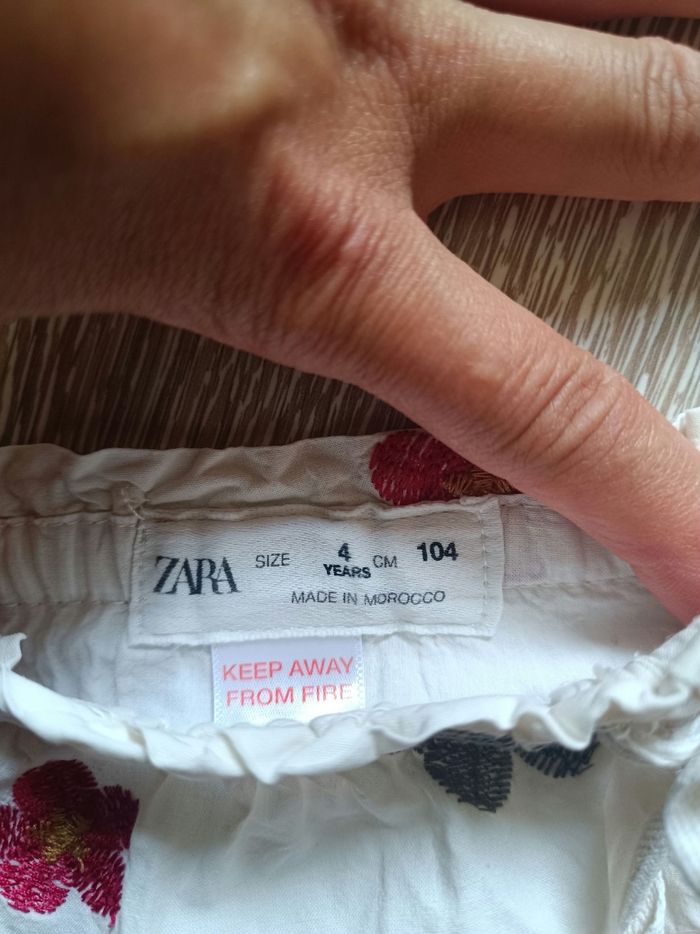 ZARA SIZE 4 YEARS CM 104
MADE IN MOROCCO
KEEP AWAY
FROM FIRE